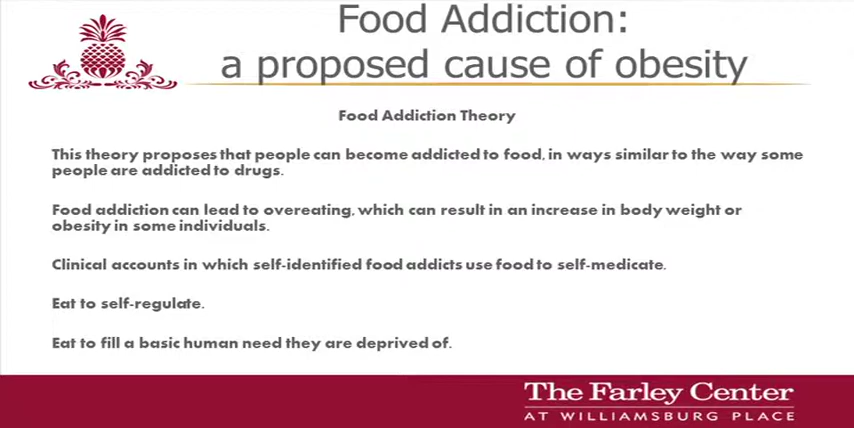 Food Addiction:
a proposed cause of obesity
Food Addiction Theory
This theory proposes that people can become addicted to food, in ways similar to the way some
people are addicted to drugs.
Food addiction can lead to overeating, which can result in an increase in body weight or
obesity in some individuals.
Clinical accounts in which self-identified food addicts use food to self-medicate.
Eat to self-regulate.
Eat to fill a basic human need they are deprived of.
The Farley Center
AT WILLIAMSBURG PLACE